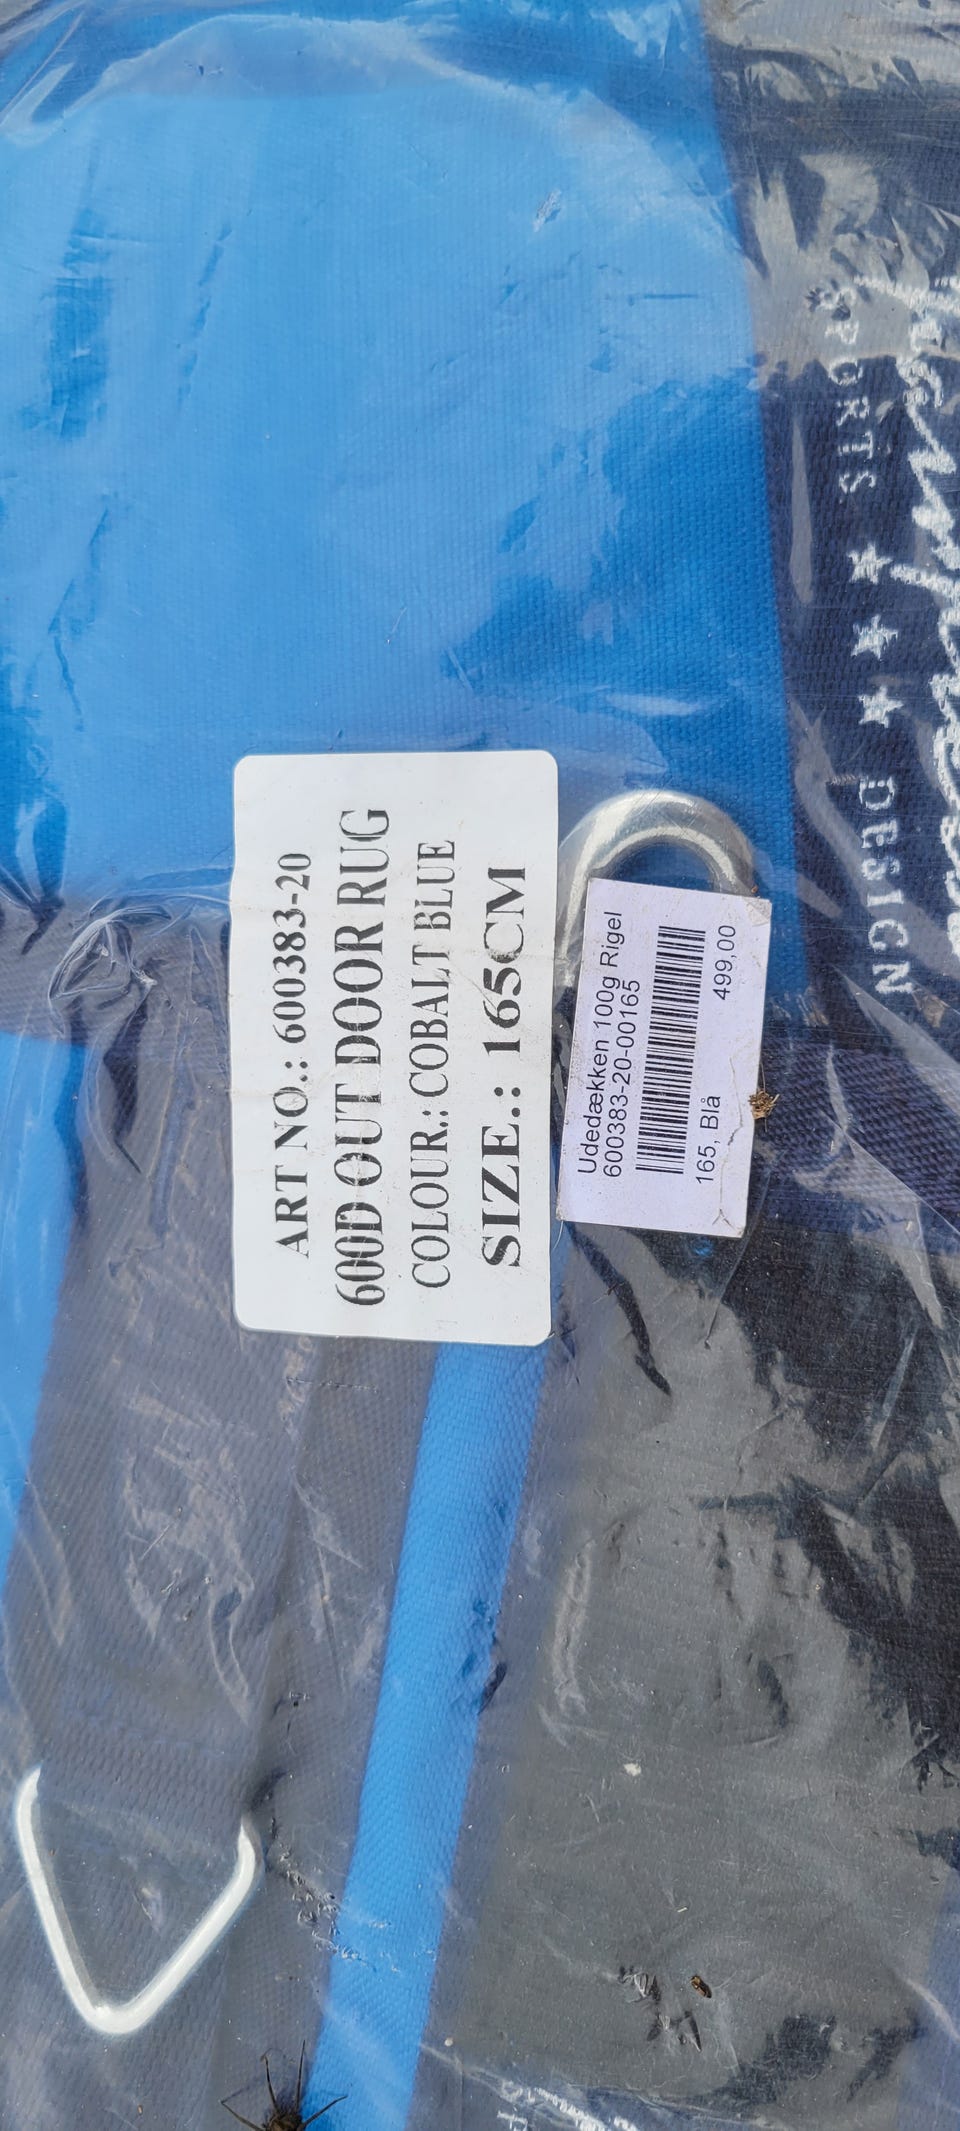 ART NO.: 600383-20
600D OUT DOOR RUG
COLOUR.: COBALT BLUE
SIZE.: 165CM
Udedækken 100g Rigel
600383-20-00165
165, Blå
499,00
SPORTS ★ ★ ★ DESIGN